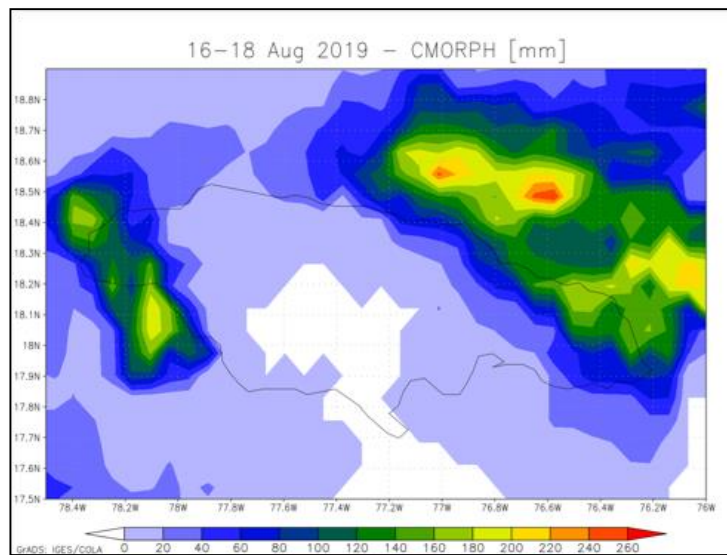 16-18 Aug 2019 - CMORPH [mm]
18.8N
18.7N
18.6N
18.5N
18.4N
18.3N
18.2N
18.1N
18N
17.9N
17.8N
17.7N
17.6N
17.5N
78.4W 78.2W 78W 77.8W 77.6W 77.4W 77.2W 77W 76.8W 76.6W 76.4W 76.2W 76W
GrADS: IGES/COLA
0 20 40 60 80 100 120 140 160 180 200 220 240 260